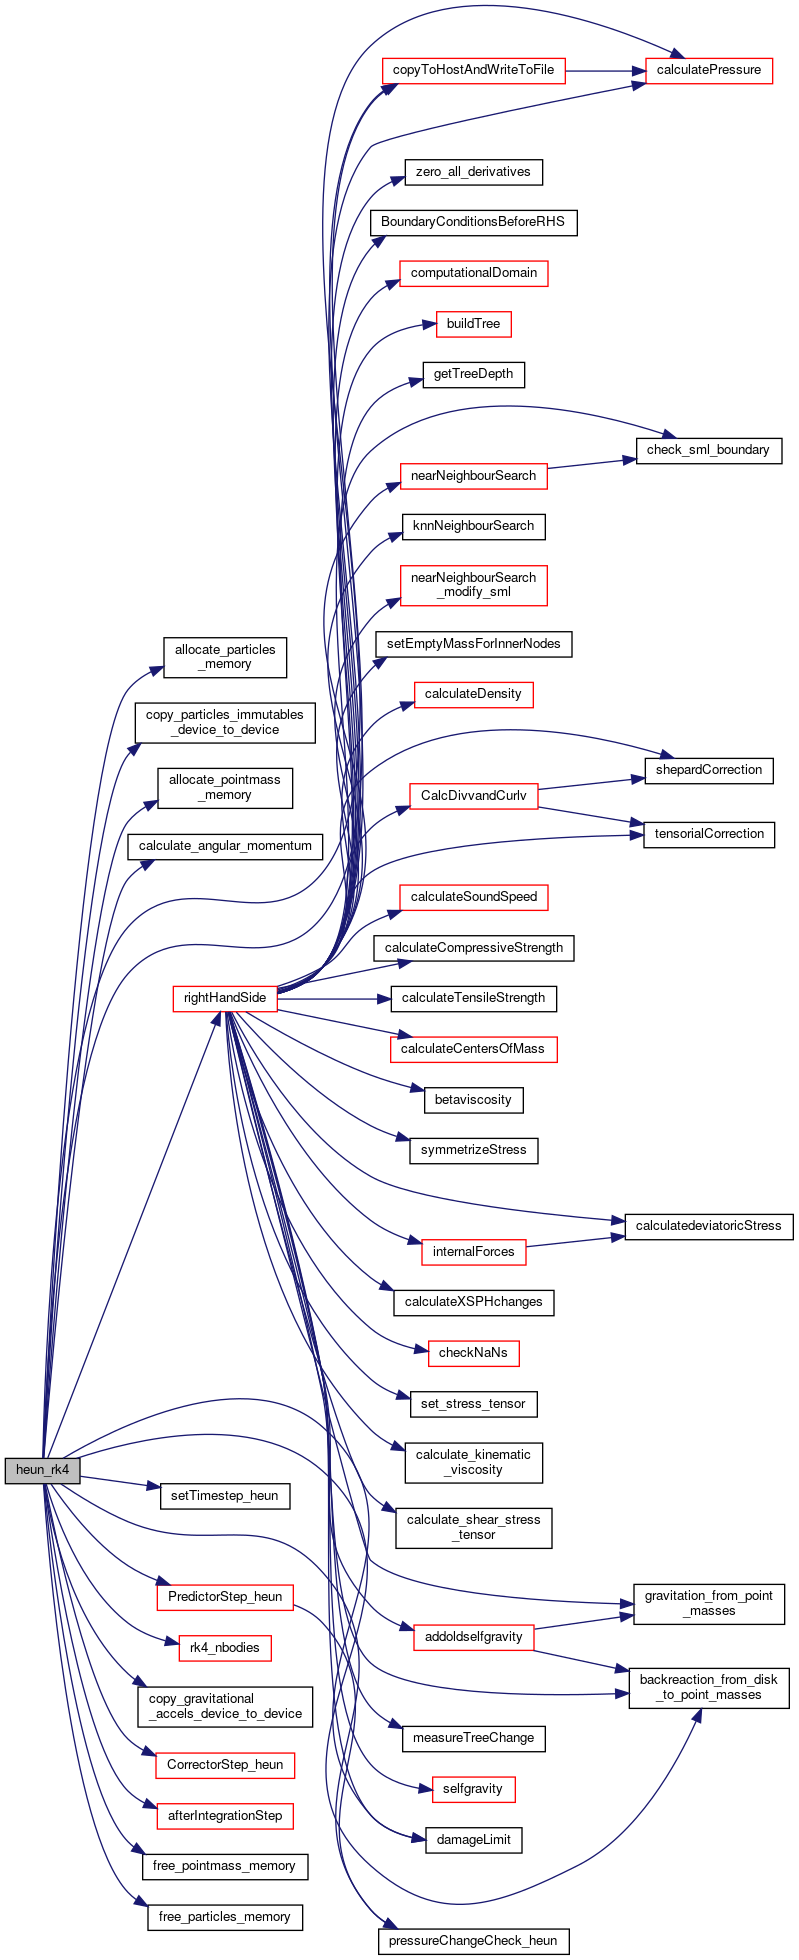 copyToHostAndWriteToFile
calculatePressure
zero_all_derivatives
BoundaryConditionsBeforeRHS
computationalDomain
buildTree
getTreeDepth
check_sml_boundary
nearNeighbourSearch
knnNeighbourSearch
nearNeighbourSearch
_modify_sml
setEmptyMassForInnerNodes
allocate_particles
_memory
calculateDensity
copy_particles_immutables
_device_to_device
shepardCorrection
allocate_pointmass
_memory
CalcDivvandCurlv
tensorialCorrection
calculate_angular_momentum
calculateSoundSpeed
calculateCompressiveStrength
rightHandSide
calculateTensileStrength
calculateCentersOfMass
betaviscosity
symmetrizeStress
calculatedeviatoricStress
internalForces
calculateXSPHchanges
checkNaNs
set_stress_tensor
calculate_kinematic
_viscosity
heun_rk4
setTimestep_heun
calculate_shear_stress
_tensor
PredictorStep_heun
gravitation_from_point
_masses
addoldselfgravity
rk4_nbodies
backreaction_from_disk
_to_point_masses
copy_gravitational
_accels_device_to_device
measureTreeChange
CorrectorStep_heun
selfgravity
afterIntegrationStep
damageLimit
free_pointmass_memory
free_particles_memory
pressureChangeCheck_heun